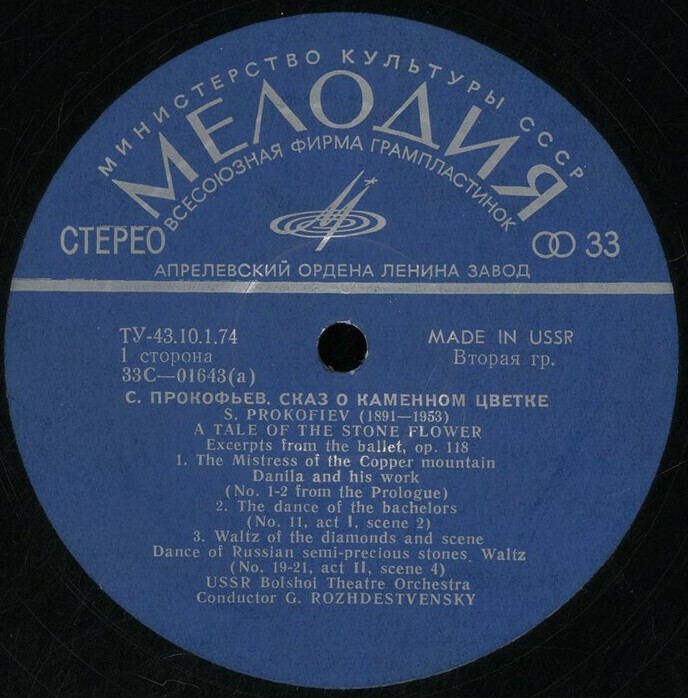 МИНИСТЕРСТВО КУЛЬТУРЫ СССР
МЕЛОДИЯ
ВСЕСОЮЗНАЯ ФИРМА ГРАМПЛАСТИНОК
СТЕРЕО
33
АПРЕЛЕВСКИЙ ОРДЕНА ЛЕНИНА ЗАВОД
ТУ-43.10.1.74
MADE IN USSR
1 сторона
Вторая гр.
33С—01643(а)
С. ПРОКОФЬЕВ. СКАЗ О КАМЕННОМ ЦВЕТКЕ
S. PROKOFIEV (1891—1953)
A TALE OF THE STONE FLOWER
Excerpts from the ballet, op. 118
1. The Mistress of the Copper mountain
Danila and his work
(No. 1-2 from the Prologue)
2. The dance of the bachelors
(No. 11, act I, scene 2)
3. Waltz of the diamonds and scene
Dance of Russian semi-precious stones. Waltz
(No. 19-21, act II, scene 4)
USSR Bolshoi Theatre Orchestra
Conductor G. ROZHDESTVENSKY